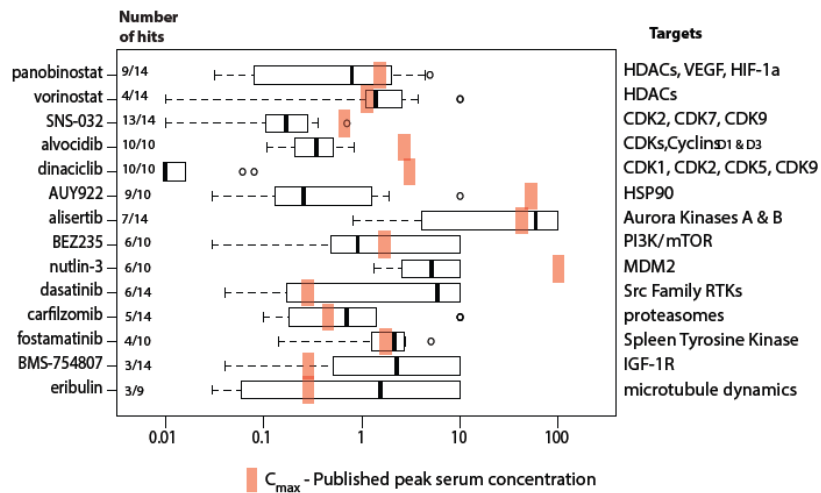 Number
of hits
Targets
panobinostat 9/14 HDACs, VEGF, HIF-1a
vorinostat 4/14 HDACs
SNS-032 13/14 CDK2, CDK7, CDK9
alvocidib 10/10 CDKs,CyclinsD1 & D3
dinaciclib 10/10 CDK1, CDK2, CDK5, CDK9
AUY922 9/10 HSP90
alisertib 7/14 Aurora Kinases A & B
BEZ235 6/10 PI3K/mTOR
nutlin-3 6/10 MDM2
dasatinib 6/14 Src Family RTKs
carfilzomib 5/14 proteasomes
fostamatinib 4/10 Spleen Tyrosine Kinase
BMS-754807 3/14 IGF-1R
eribulin 3/9 microtubule dynamics
0.01 0.1 1 10 100
Cmax - Published peak serum concentration